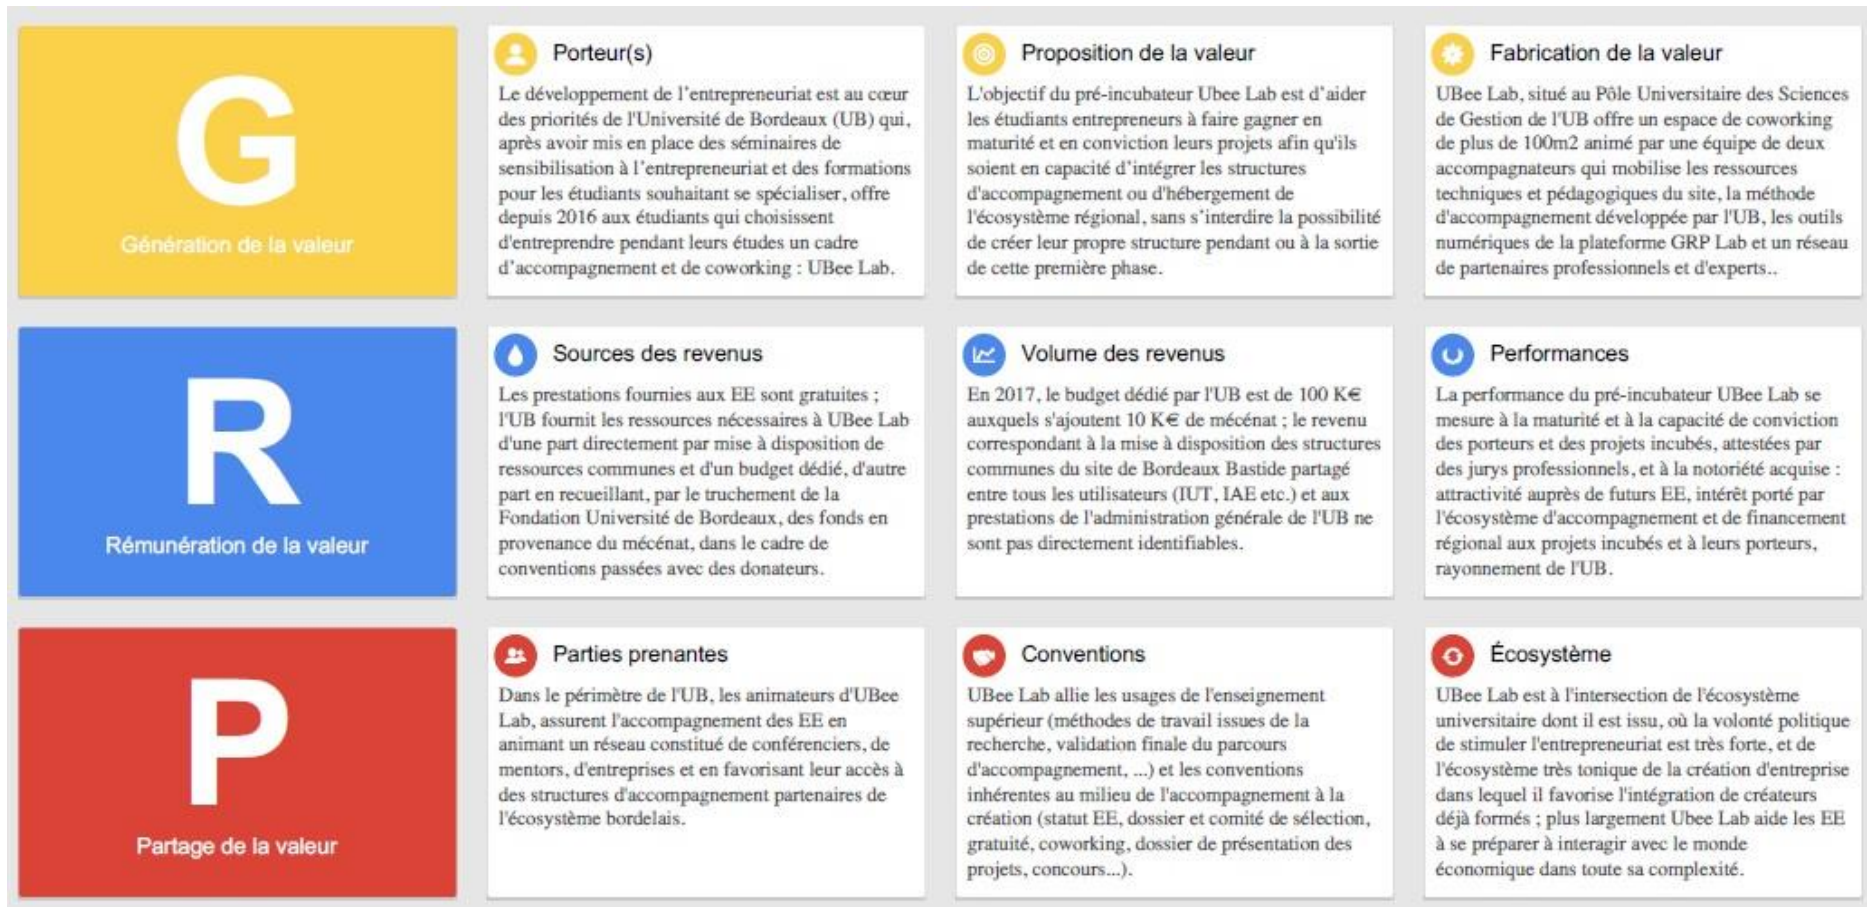 G
Génération de la valeur
Porteur(s)
Le développement de l'entrepreneuriat est au cœur
des priorités de l'Université de Bordeaux (UB) qui,
après avoir mis en place des séminaires de
sensibilisation à l'entrepreneuriat et des formations
pour les étudiants souhaitant se spécialiser, offre
depuis 2016 aux étudiants qui choisissent
d'entreprendre pendant leurs études un cadre
d'accompagnement et de coworking : UBee Lab.
Proposition de la valeur
L'objectif du pré-incubateur Ubee Lab est d'aider
les étudiants entrepreneurs à faire gagner en
maturité et en conviction leurs projets afin qu'ils
soient en capacité d'intégrer les structures
d'accompagnement ou d'hébergement de
l'écosystème régional, sans s'interdire la possibilité
de créer leur propre structure pendant ou à la sortie
de cette première phase.
Fabrication de la valeur
UBee Lab, situé au Pôle Universitaire des Sciences
de Gestion de l'UB offre un espace de coworking
de plus de 100m2 animé par une équipe de deux
accompagnateurs qui mobilise les ressources
techniques et pédagogiques du site, la méthode
d'accompagnement développée par l'UB, les outils
numériques de la plateforme GRP Lab et un réseau
de partenaires professionnels et d'experts..
R
Rémunération de la valeur
Sources des revenus
Les prestations fournies aux EE sont gratuites ;
l'UB fournit les ressources nécessaires à UBee Lab
d'une part directement par mise à disposition de
ressources communes et d'un budget dédié, d'autre
part en recueillant, par le truchement de la
Fondation Université de Bordeaux, des fonds en
provenance du mécénat, dans le cadre de
conventions passées avec des donateurs.
Volume des revenus
En 2017, le budget dédié par l'UB est de 100 K€
auxquels s'ajoutent 10 K€ de mécénat ; le revenu
correspondant à la mise à disposition des structures
communes du site de Bordeaux Bastide partagé
entre tous les utilisateurs (IUT, IAE etc.) et aux
prestations de l'administration générale de l'UB ne
sont pas directement identifiables.
Performances
La performance du pré-incubateur UBee Lab se
mesure à la maturité et à la capacité de conviction
des porteurs et des projets incubés, attestées par
des jurys professionnels, et à la notoriété acquise :
attractivité auprès de futurs EE, intérêt porté par
l'écosystème d'accompagnement et de financement
régional aux projets incubés et à leurs porteurs,
rayonnement de l'UB.
P
Partage de la valeur
Parties prenantes
Dans le périmètre de l'UB, les animateurs d'UBee
Lab, assurent l'accompagnement des EE en
animant un réseau constitué de conférenciers, de
mentors, d'entreprises et en favorisant leur accès à
des structures d'accompagnement partenaires de
l'écosystème bordelais.
Conventions
UBee Lab allie les usages de l'enseignement
supérieur (méthodes de travail issues de la
recherche, validation finale du parcours
d'accompagnement, ...) et les conventions
inhérentes au milieu de l'accompagnement à la
création (statut EE, dossier et comité de sélection,
gratuité, coworking, dossier de présentation des
projets, concours...).
Écosystème
UBee Lab est à l'intersection de l'écosystème
universitaire dont il est issu, où la volonté politique
de stimuler l'entrepreneuriat est très forte, et de
l'écosystème très tonique de la création d'entreprise
dans lequel il favorise l'intégration de créateurs
déjà formés ; plus largement Ubee Lab aide les EE
à se préparer à interagir avec le monde
économique dans toute sa complexité.